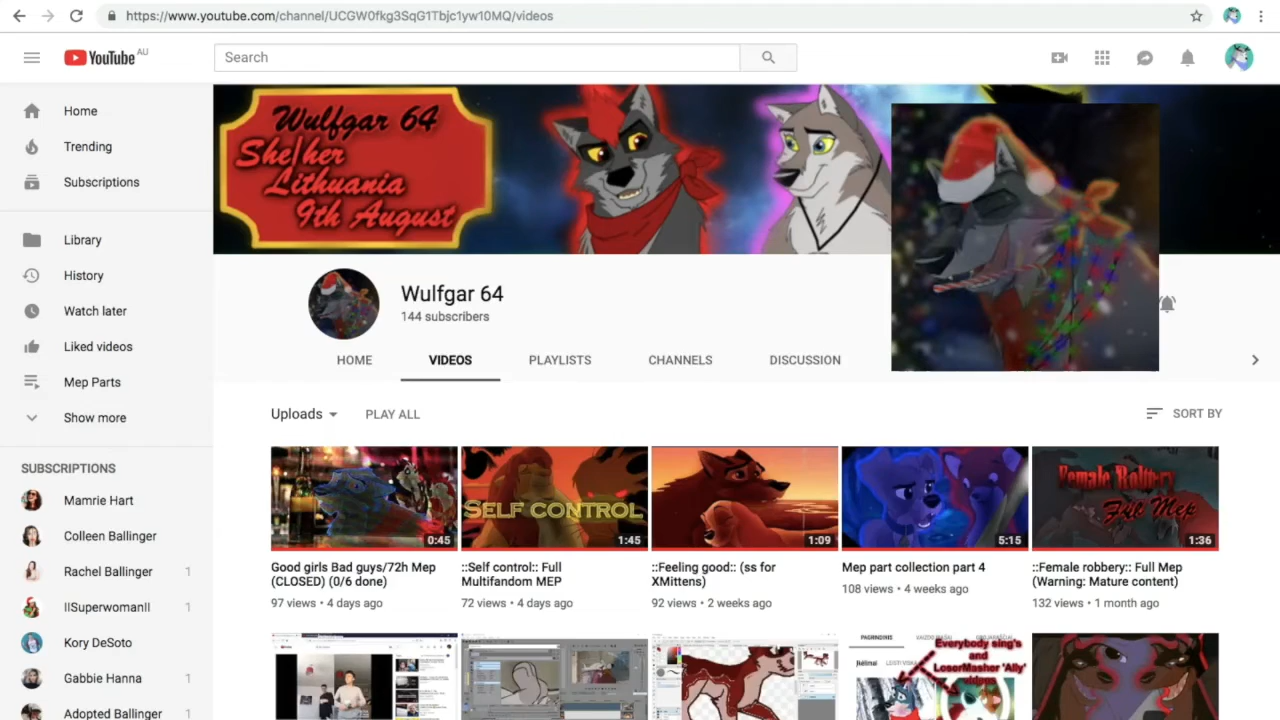 https://www.youtube.com/channel/UCGW0fkg3SqG1Tbjc1yw10MQ/videos
YouTube AU
Search
Home
Trending
Subscriptions
Library
History
Watch later
Liked videos
Mep Parts
Show more
SUBSCRIPTIONS
Mamrie Hart
Colleen Ballinger
Rachel Ballinger 1
IISuperwomanII 1
Kory DeSoto 1
Gabbie Hanna 1
Adopted Ballinger 1
Wulfgar 64
She/her
Lithuania
9th August
Wulfgar 64
144 subscribers
HOME VIDEOS PLAYLISTS CHANNELS DISCUSSION
Uploads PLAY ALL SORT BY
0:45
SELF CONTROL
1:45
1:09
5:15
Female Robbery
Full Mep
1:36
Good girls Bad guys/72h Mep
(CLOSED) (0/6 done)
97 views • 4 days ago
::Self control:: Full
Multifandom MEP
72 views • 4 days ago
::Feeling good:: (ss for
XMittens)
92 views • 2 weeks ago
Mep part collection part 4
108 views • 4 weeks ago
::Female robbery:: Full Mep
(Warning: Mature content)
132 views • 1 month ago
PAGRINDINIS
Everybody sing's
and
LoserMasher 'Ally'
videos